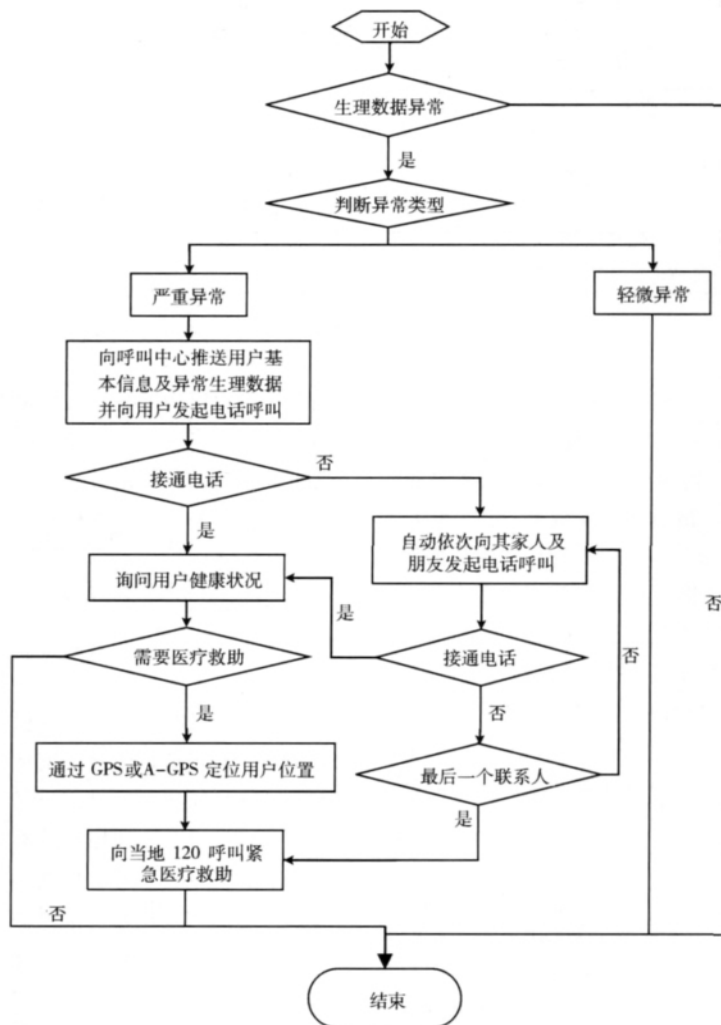 开始
生理数据异常
是
判断异常类型
严重异常
轻微异常
向呼叫中心推送用户基
本信息及异常生理数据
并向用户发起电话呼叫
接通电话
否
是
自动依次向其家人及
朋友发起电话呼叫
询问用户健康状况
否
是
需要医疗救助
接通电话
否
是
否
通过 GPS或A-GPS 定位用户位置
最后一个联系人
是
向当地 120 呼叫紧
急医疗救助
否
结束